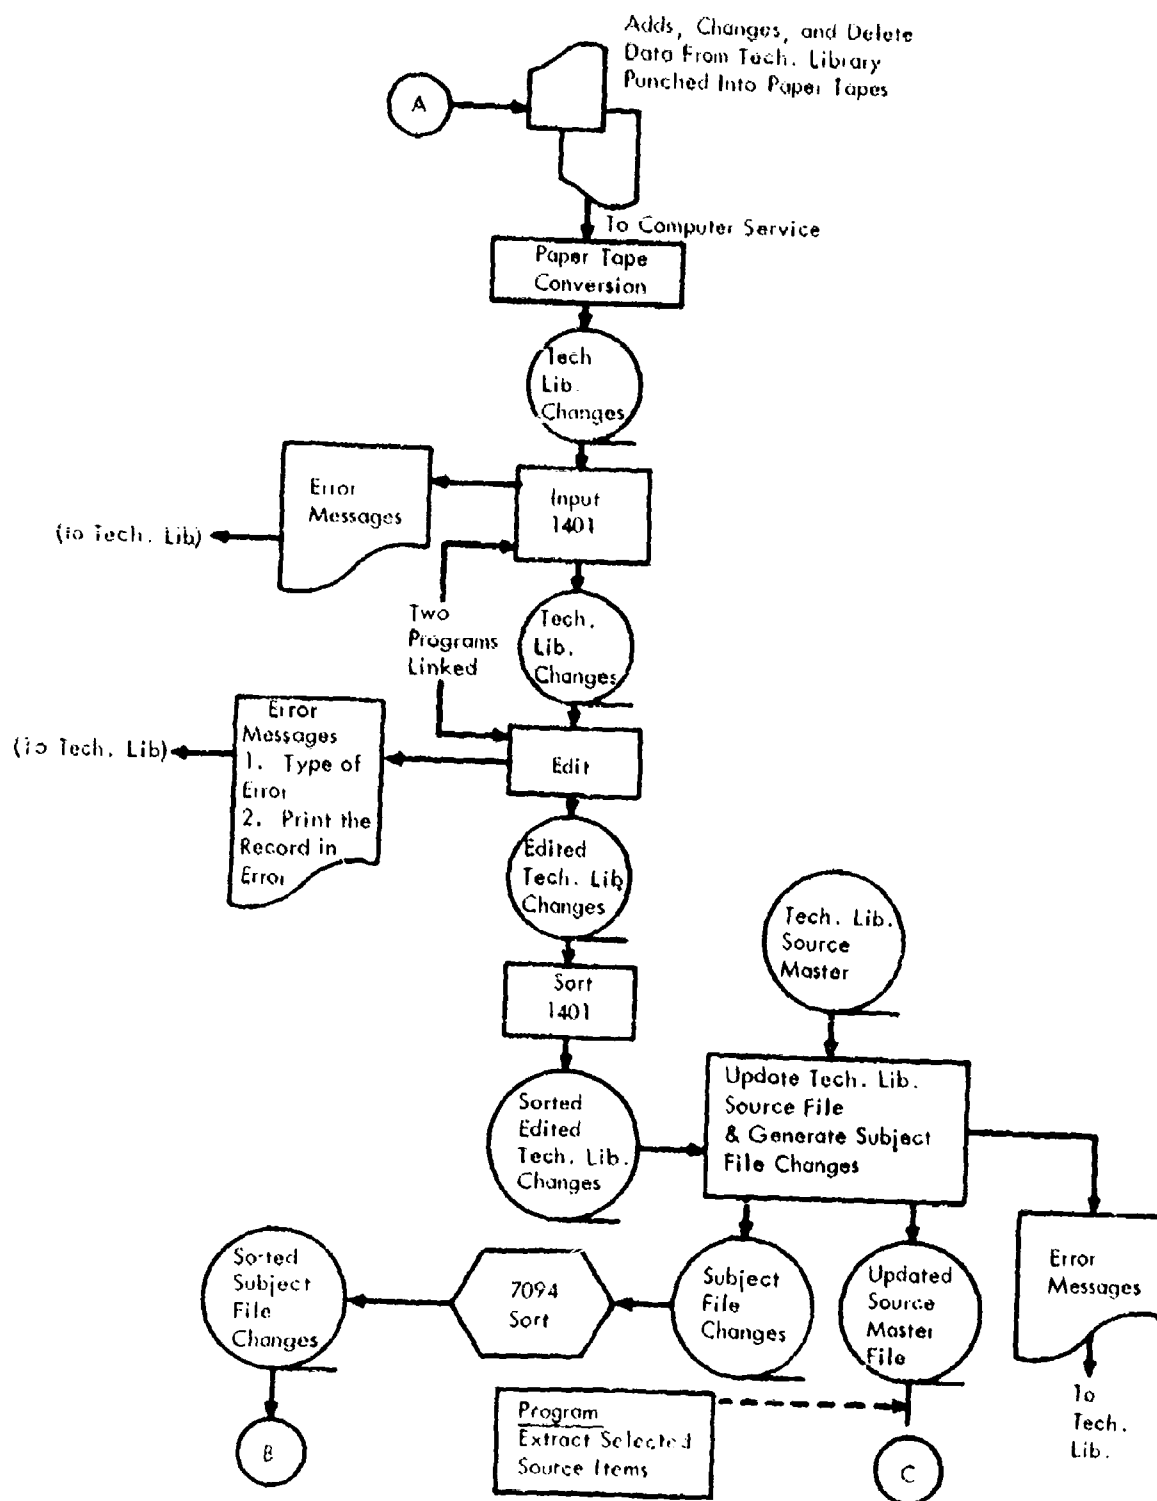 Adds, Changes, and Delete
Data From Tech. Library
Punched Into Paper Tapes
A
To Computer Service
Paper Tape
Conversion
Tech
Lib.
Changes
Error
Messages
Input
1401
(To Tech. Lib)
Two
Programs
Linked
Tech.
Lib.
Changes
Error
Messages
1. Type of
Error
2. Print the
Record in
Error
(To Tech. Lib)
Edit
Edited
Tech. Lib
Changes
Tech. Lib.
Source
Master
Sort
1401
Sorted
Edited
Tech. Lib.
Changes
Update Tech. Lib.
Source File
& Generate Subject
File Changes
Sorted
Subject
File
Changes
7094
Sort
Subject
File
Changes
Updated
Source
Master
File
Error
Messages
To
Tech.
Lib.
Program
Extract Selected
Source Items
B
C